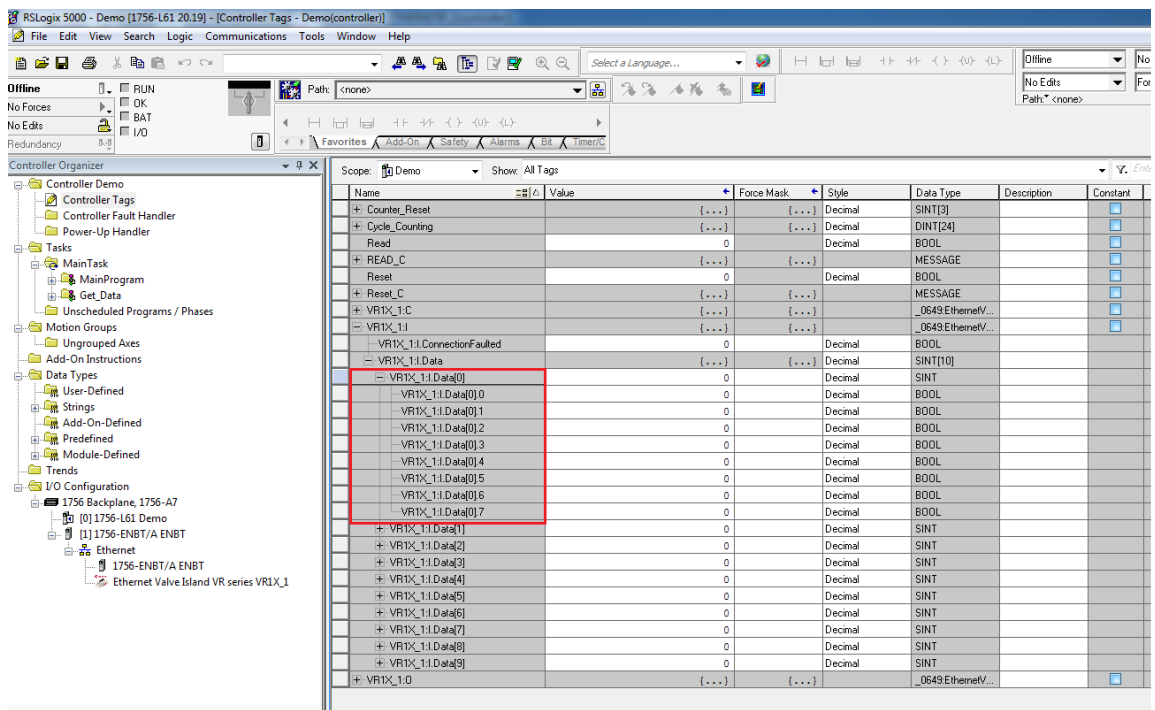 RSLogix 5000 - Demo [1756-L61 20.19] - [Controller Tags - Demo(controller)]
File Edit View Search Logic Communications Tools Window Help
Select a Language...
Offline No
Offline RUN
Path: <none>
No Edits For
No Forces OK
Path:* <none>
No Edits BAT
I/O
Redundancy
Favorites Add-On Safety Alarms Bit Timer/C
Controller Organizer
Scope: Demo Show: All Tags
Controller Demo
Controller Tags
Controller Fault Handler
Power-Up Handler
Tasks
MainTask
MainProgram
Get_Data
Unscheduled Programs / Phases
Motion Groups
Ungrouped Axes
Add-On Instructions
Data Types
User-Defined
Strings
Add-On-Defined
Predefined
Module-Defined
Trends
I/O Configuration
1756 Backplane, 1756-A7
[0] 1756-L61 Demo
[1] 1756-ENBT/A ENBT
Ethernet
1756-ENBT/A ENBT
Ethernet Valve Island VR series VR1X_1
Name Value Force Mask Style Data Type Description Constant
Counter_Reset {...} {...} Decimal SINT[3]
Cycle_Counting {...} {...} Decimal DINT[24]
Read 0 Decimal BOOL
READ_C {...} {...} MESSAGE
Reset 0 Decimal BOOL
Reset_C {...} {...} MESSAGE
VR1X_1:C {...} {...} _0649:EthernetV...
VR1X_1:I {...} {...} _0649:EthernetV...
VR1X_1:I.ConnectionFaulted 0 Decimal BOOL
VR1X_1:I.Data {...} {...} Decimal SINT[10]
VR1X_1:I.Data[0] 0 Decimal SINT
VR1X_1:I.Data[0].0 0 Decimal BOOL
VR1X_1:I.Data[0].1 0 Decimal BOOL
VR1X_1:I.Data[0].2 0 Decimal BOOL
VR1X_1:I.Data[0].3 0 Decimal BOOL
VR1X_1:I.Data[0].4 0 Decimal BOOL
VR1X_1:I.Data[0].5 0 Decimal BOOL
VR1X_1:I.Data[0].6 0 Decimal BOOL
VR1X_1:I.Data[0].7 0 Decimal BOOL
VR1X_1:I.Data[1] 0 Decimal SINT
VR1X_1:I.Data[2] 0 Decimal SINT
VR1X_1:I.Data[3] 0 Decimal SINT
VR1X_1:I.Data[4] 0 Decimal SINT
VR1X_1:I.Data[5] 0 Decimal SINT
VR1X_1:I.Data[6] 0 Decimal SINT
VR1X_1:I.Data[7] 0 Decimal SINT
VR1X_1:I.Data[8] 0 Decimal SINT
VR1X_1:I.Data[9] 0 Decimal SINT
VR1X_1:O {...} {...} _0649:EthernetV...